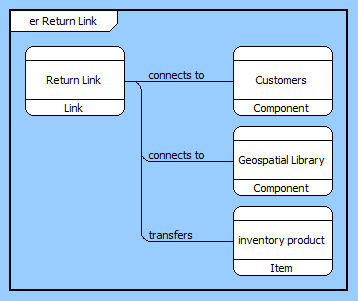 er Return Link
Return Link
Link
connects to
Customers
Component
connects to
Geospatial Library
Component
transfers
inventory product
Item